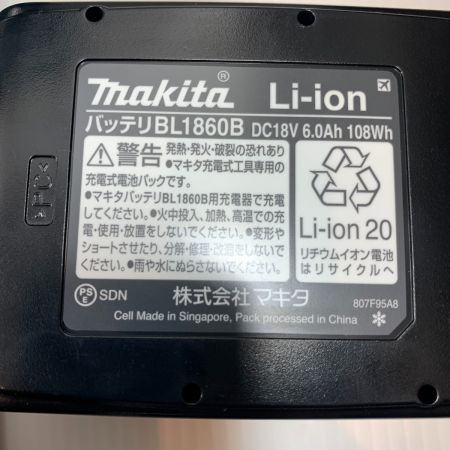 makita® Li-ion
バッテリBL1860B DC18V 6.0Ah 108Wh
警告 発熱・発火・破裂の恐れあり
●マキタ充電式工具専用の
充電式電池パックです。
●マキタバッテリBL1860B用充電器で充電
してください。●火中投入、加熱、高温での充
電・使用・放置をしないでください。●変形や
ショートさせたり、分解・修理・改造をしないで
ください。●雨や水にぬらさないでください。
Li-ion 20
リチウムイオン電池
はリサイクルへ
PS
E SDN
株式会社マキタ
807F95A8
Cell Made in Singapore, Pack processed in China